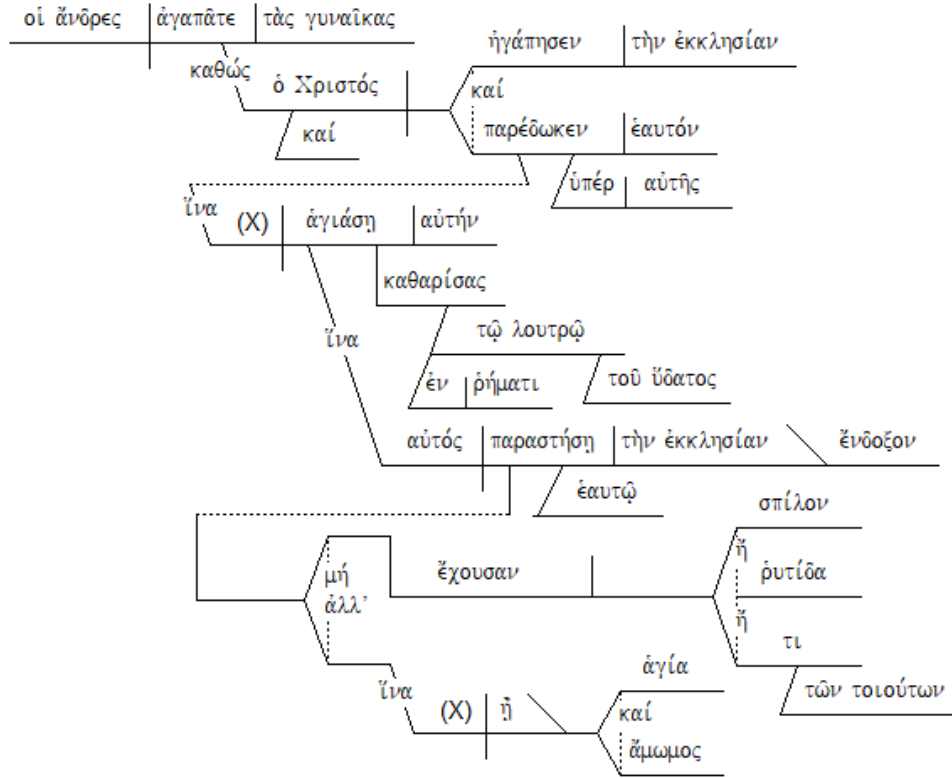 οἱ ἄνδρες ἀγαπᾶτε τὰς γυναῖκας
καθώς
ὁ Χριστός
καί
ἠγάπησεν τὴν ἐκκλησίαν
καί
παρέδωκεν ἑαυτόν
ὑπέρ αὐτῆς
ἵνα
(X) ἁγιάσῃ αὐτήν
καθαρίσας
τῷ λουτρῷ
τοῦ ὕδατος
ἐν ῥήματι
ἵνα
αὐτός παραστήσῃ τὴν ἐκκλησίαν ἔνδοξον
ἑαυτῷ
μή
ἀλλ’
ἔχουσαν
σπίλον
ἤ
ῥυτίδα
ἤ
τι
τῶν τοιούτων
ἵνα
(X) ᾖ
ἁγία
καί
ἄμωμος